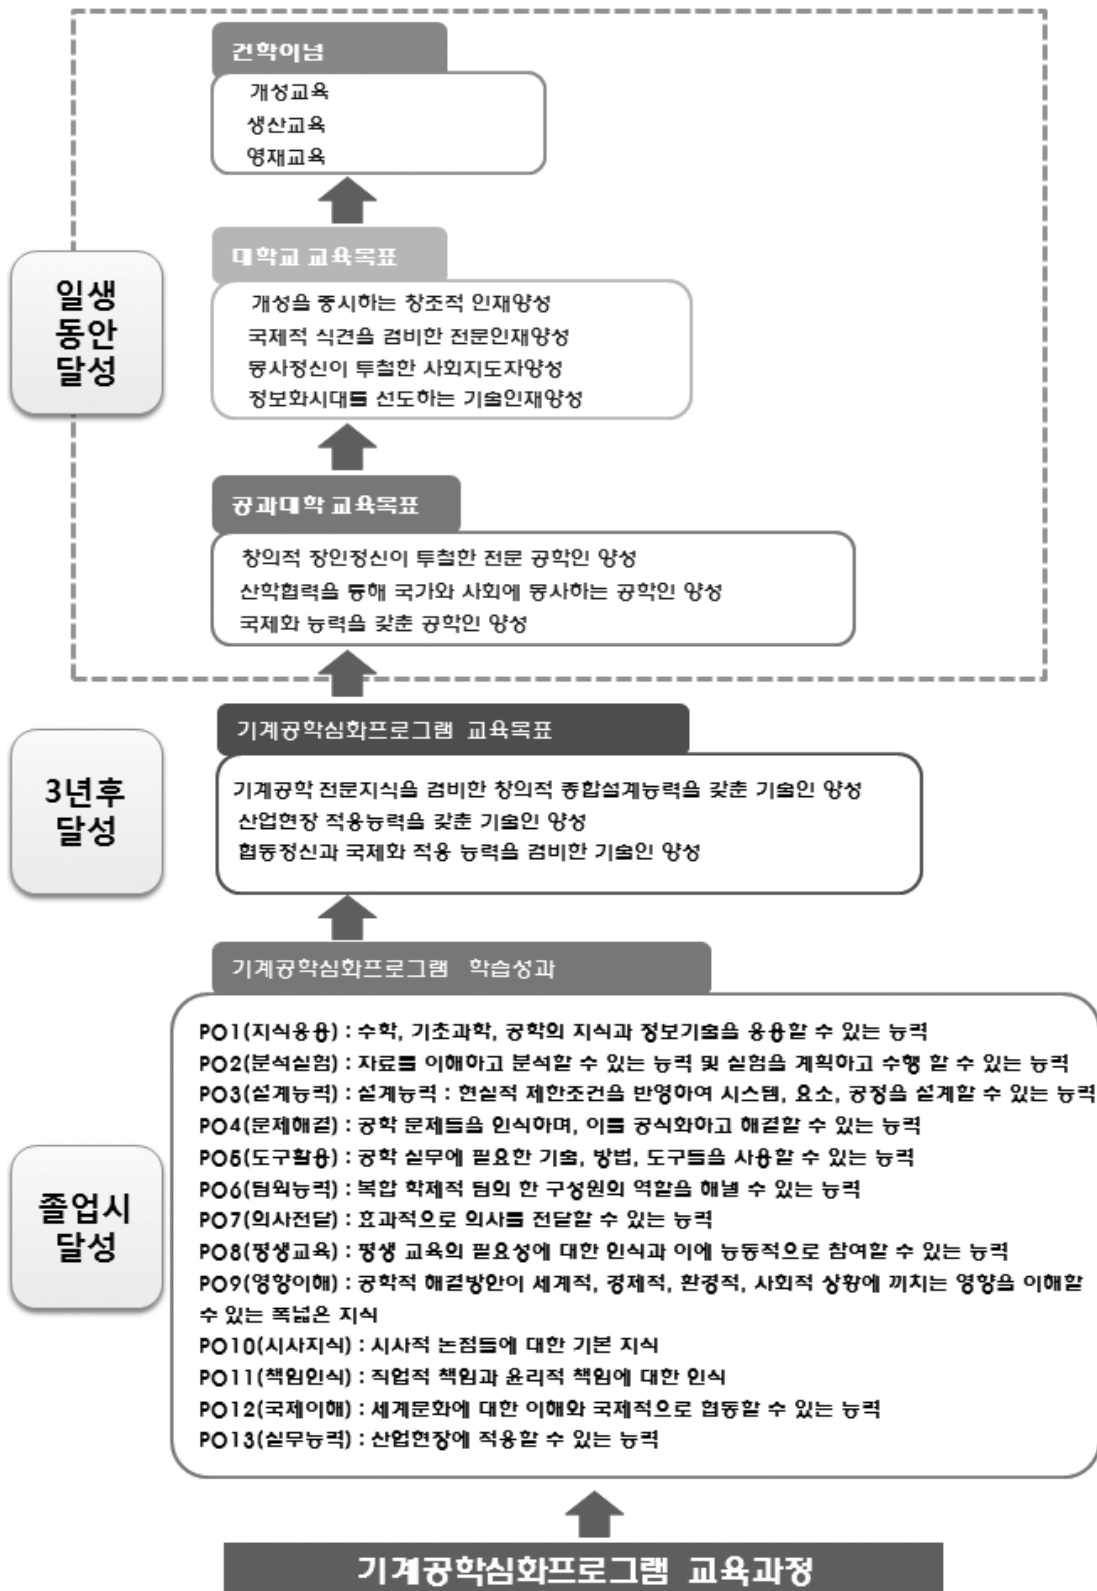 건학이념
개성교육
생산교육
영재교육
대학교 교육목표
개성을 중시하는 창조적 인재양성
국제적 식견을 겸비한 전문인재양성
봉사정신이 투철한 사회지도자양성
정보화시대를 선도하는 기술인재양성
일생
동안
달성
공과대학 교육목표
창의적 장인정신이 투철한 전문 공학인 양성
산학협력을 통해 국가와 사회에 봉사하는 공학인 양성
국제화 능력을 갖춘 공학인 양성
3년후
달성
기계공학심화프로그램 교육목표
기계공학 전문지식을 겸비한 창의적 종합설계능력을 갖춘 기술인 양성
산업현장 적용능력을 갖춘 기술인 양성
협동정신과 국제화 적용 능력을 겸비한 기술인 양성
기계공학심화프로그램 학습성과
졸업시
달성
PO1(지식응용) : 수학, 기초과학, 공학의 지식과 정보기술을 응용할 수 있는 능력
PO2(분석실험) : 자료를 이해하고 분석할 수 있는 능력 및 실험을 계획하고 수행 할 수 있는 능력
PO3(설계능력) : 설계능력 : 현실적 제한조건을 반영하여 시스템, 요소, 공정을 설계할 수 있는 능력
PO4(문제해결) : 공학 문제들을 인식하며, 이를 공식화하고 해결할 수 있는 능력
PO5(도구활용) : 공학 실무에 필요한 기술, 방법, 도구들을 사용할 수 있는 능력
PO6(팀웍능력) : 복합 학제적 팀의 한 구성원의 역할을 해낼 수 있는 능력
PO7(의사전달) : 효과적으로 의사를 전달할 수 있는 능력
PO8(평생교육) : 평생 교육의 필요성에 대한 인식과 이에 능동적으로 참여할 수 있는 능력
PO9(영향이해) : 공학적 해결방안이 세계적, 경제적, 환경적, 사회적 상황에 끼치는 영향을 이해할
수 있는 폭넓은 지식
PO10(시사지식) : 시사적 논점들에 대한 기본 지식
PO11(책임인식) : 직업적 책임과 윤리적 책임에 대한 인식
PO12(국제이해) : 세계문화에 대한 이해와 국제적으로 협동할 수 있는 능력
PO13(실무능력) : 산업현장에 적용할 수 있는 능력
기계공학심화프로그램 교육과정